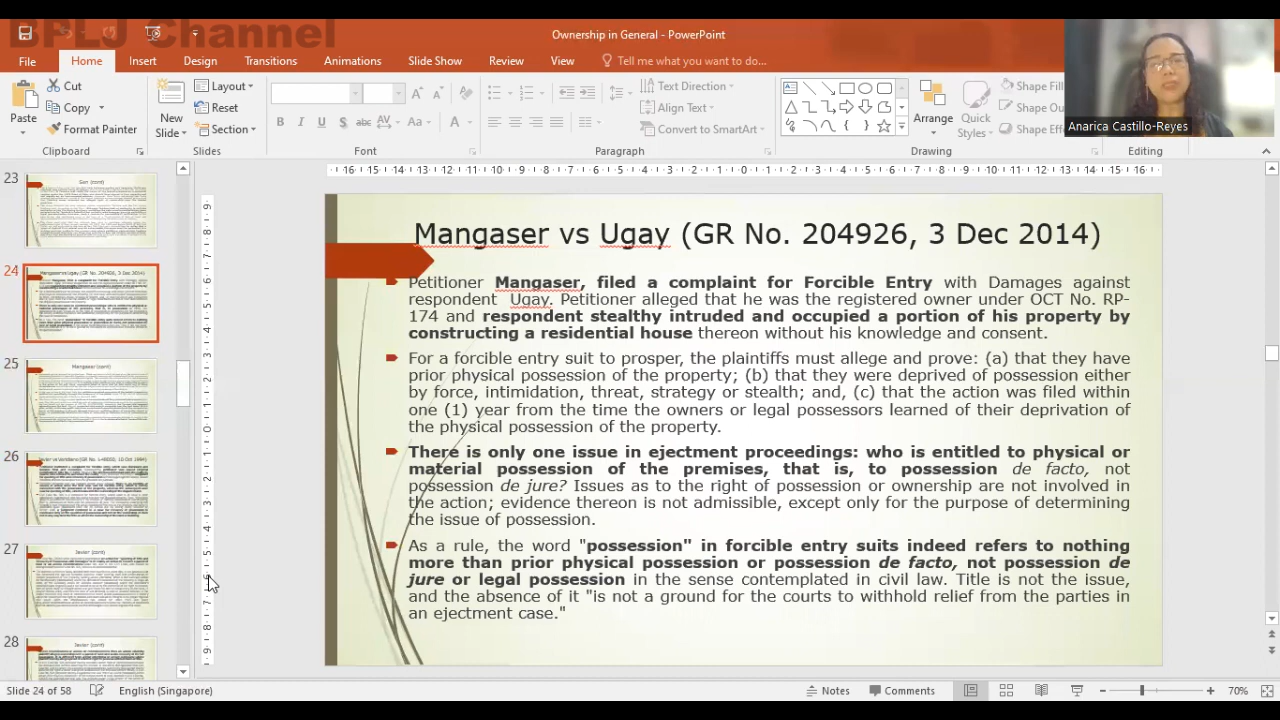 BPLJ Channel
Ownership in General - PowerPoint
File Home Insert Design Transitions Animations Slide Show Review View Tell me what you want to do...
Cut
Copy
Format Painter
Paste
Clipboard
New Slide
Layout
Reset
Section
Slides
B I U S abc AV Aa A
Font
Text Direction
Align Text
Convert to SmartArt
Paragraph
Arrange
Quick Styles
Shape Fill
Shape Ou
Shape Effe
Drawing
Editing
Anarica Castillo-Reyes
23
24
25
26
27
28
Mangaser vs Ugay (GR No. 204926, 3 Dec 2014)
Petitioner, Mangaser, filed a complaint for Forcible Entry with Damages against
respondent, Ugay. Petitioner alleged that he is the registered owner under OCT No. RP-
174 and respondent stealthy intruded and occupied a portion of his property by
constructing a residential house thereon without his knowledge and consent.
For a forcible entry suit to prosper, the plaintiffs must allege and prove: (a) that they have
prior physical possession of the property; (b) that they were deprived of possession either
by force, intimidation, threat, strategy or stealth; and, (c) that the action was filed within
one (1) year from the time the owners or legal possessors learned of their deprivation of
the physical possession of the property.
There is only one issue in ejectment proceedings: who is entitled to physical or
material possession of the premises, that is, to possession de facto, not
possession de jure? Issues as to the right of possession or ownership are not involved in
the action; evidence thereon is not admissible, except only for the purpose of determining
the issue of possession.
As a rule, the word "possession" in forcible entry suits indeed refers to nothing
more than prior physical possession or possession de facto, not possession de
jure or legal possession in the sense contemplated in civil law. Title is not the issue,
and the absence of it "is not a ground for the courts to withhold relief from the parties in
an ejectment case."
Slide 24 of 58 English (Singapore) Notes Comments 70%